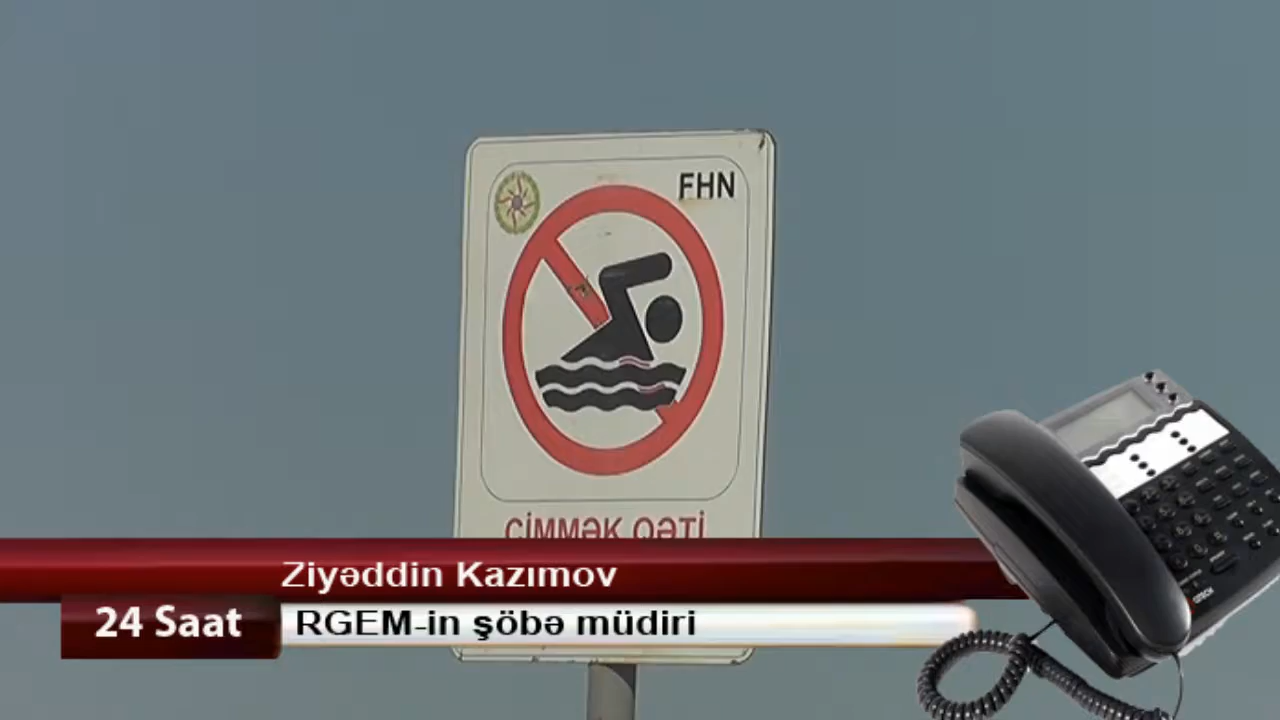 FHN
ÇİMMƏK QƏTİ
Ziyəddin Kazımov
24 Saat
RGEM-in şöbə müdiri